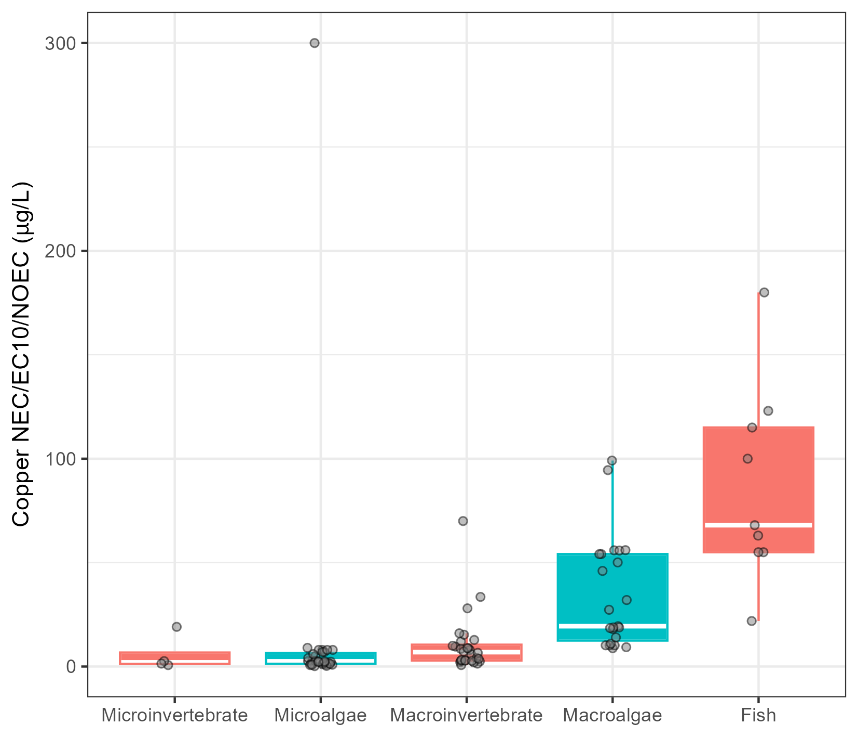 Copper NEC/EC10/NOEC (µg/L)
300
200
100
0
Microinvertebrate
Microalgae
Macroinvertebrate
Macroalgae
Fish